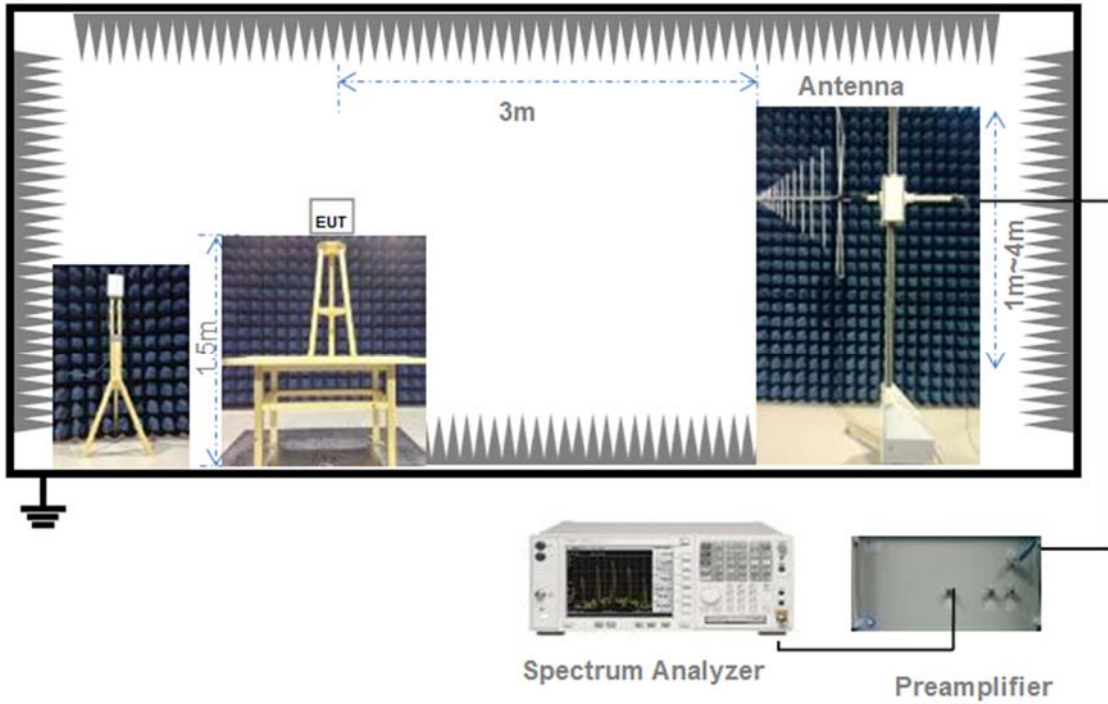 Antenna
3m
EUT
1.5m
1m~4m
Spectrum Analyzer
Preamplifier